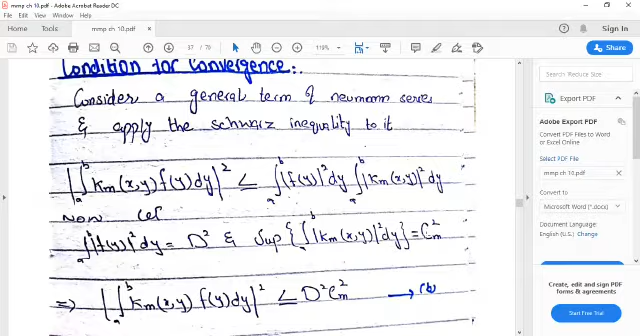 mmp ch 10.pdf - Adobe Acrobat Reader DC
File Edit View Window Help
Home Tools mmp ch 10.pdf × Sign In
37 / 70 119% Share
Condition for Convergence:.
Consider a general term of neumann series
& apply the schwarz inequality to it
|∫ₐᵇ Km(x,y) f(y) dy|² ≤ ∫ₐᵇ |f(y)|² dy ∫ₐᵇ |Km(x,y)|² dy
Now let
∫ₐᵇ |f(y)|² dy = D² & Sup {∫ₐᵇ |Km(x,y)|² dy} = Cm²
⇒ |∫ₐᵇ Km(x,y) f(y) dy|² ≤ D² Cm² → (b)
Search 'Reduce Size'
Export PDF
Adobe Export PDF
Convert PDF Files to Word
or Excel Online
Select PDF File
mmp ch 10.pdf ×
Convert to
Microsoft Word (*.docx)
Document Language:
English (U.S.) Change
Create, edit and sign PDF
forms & agreements
Start Free Trial